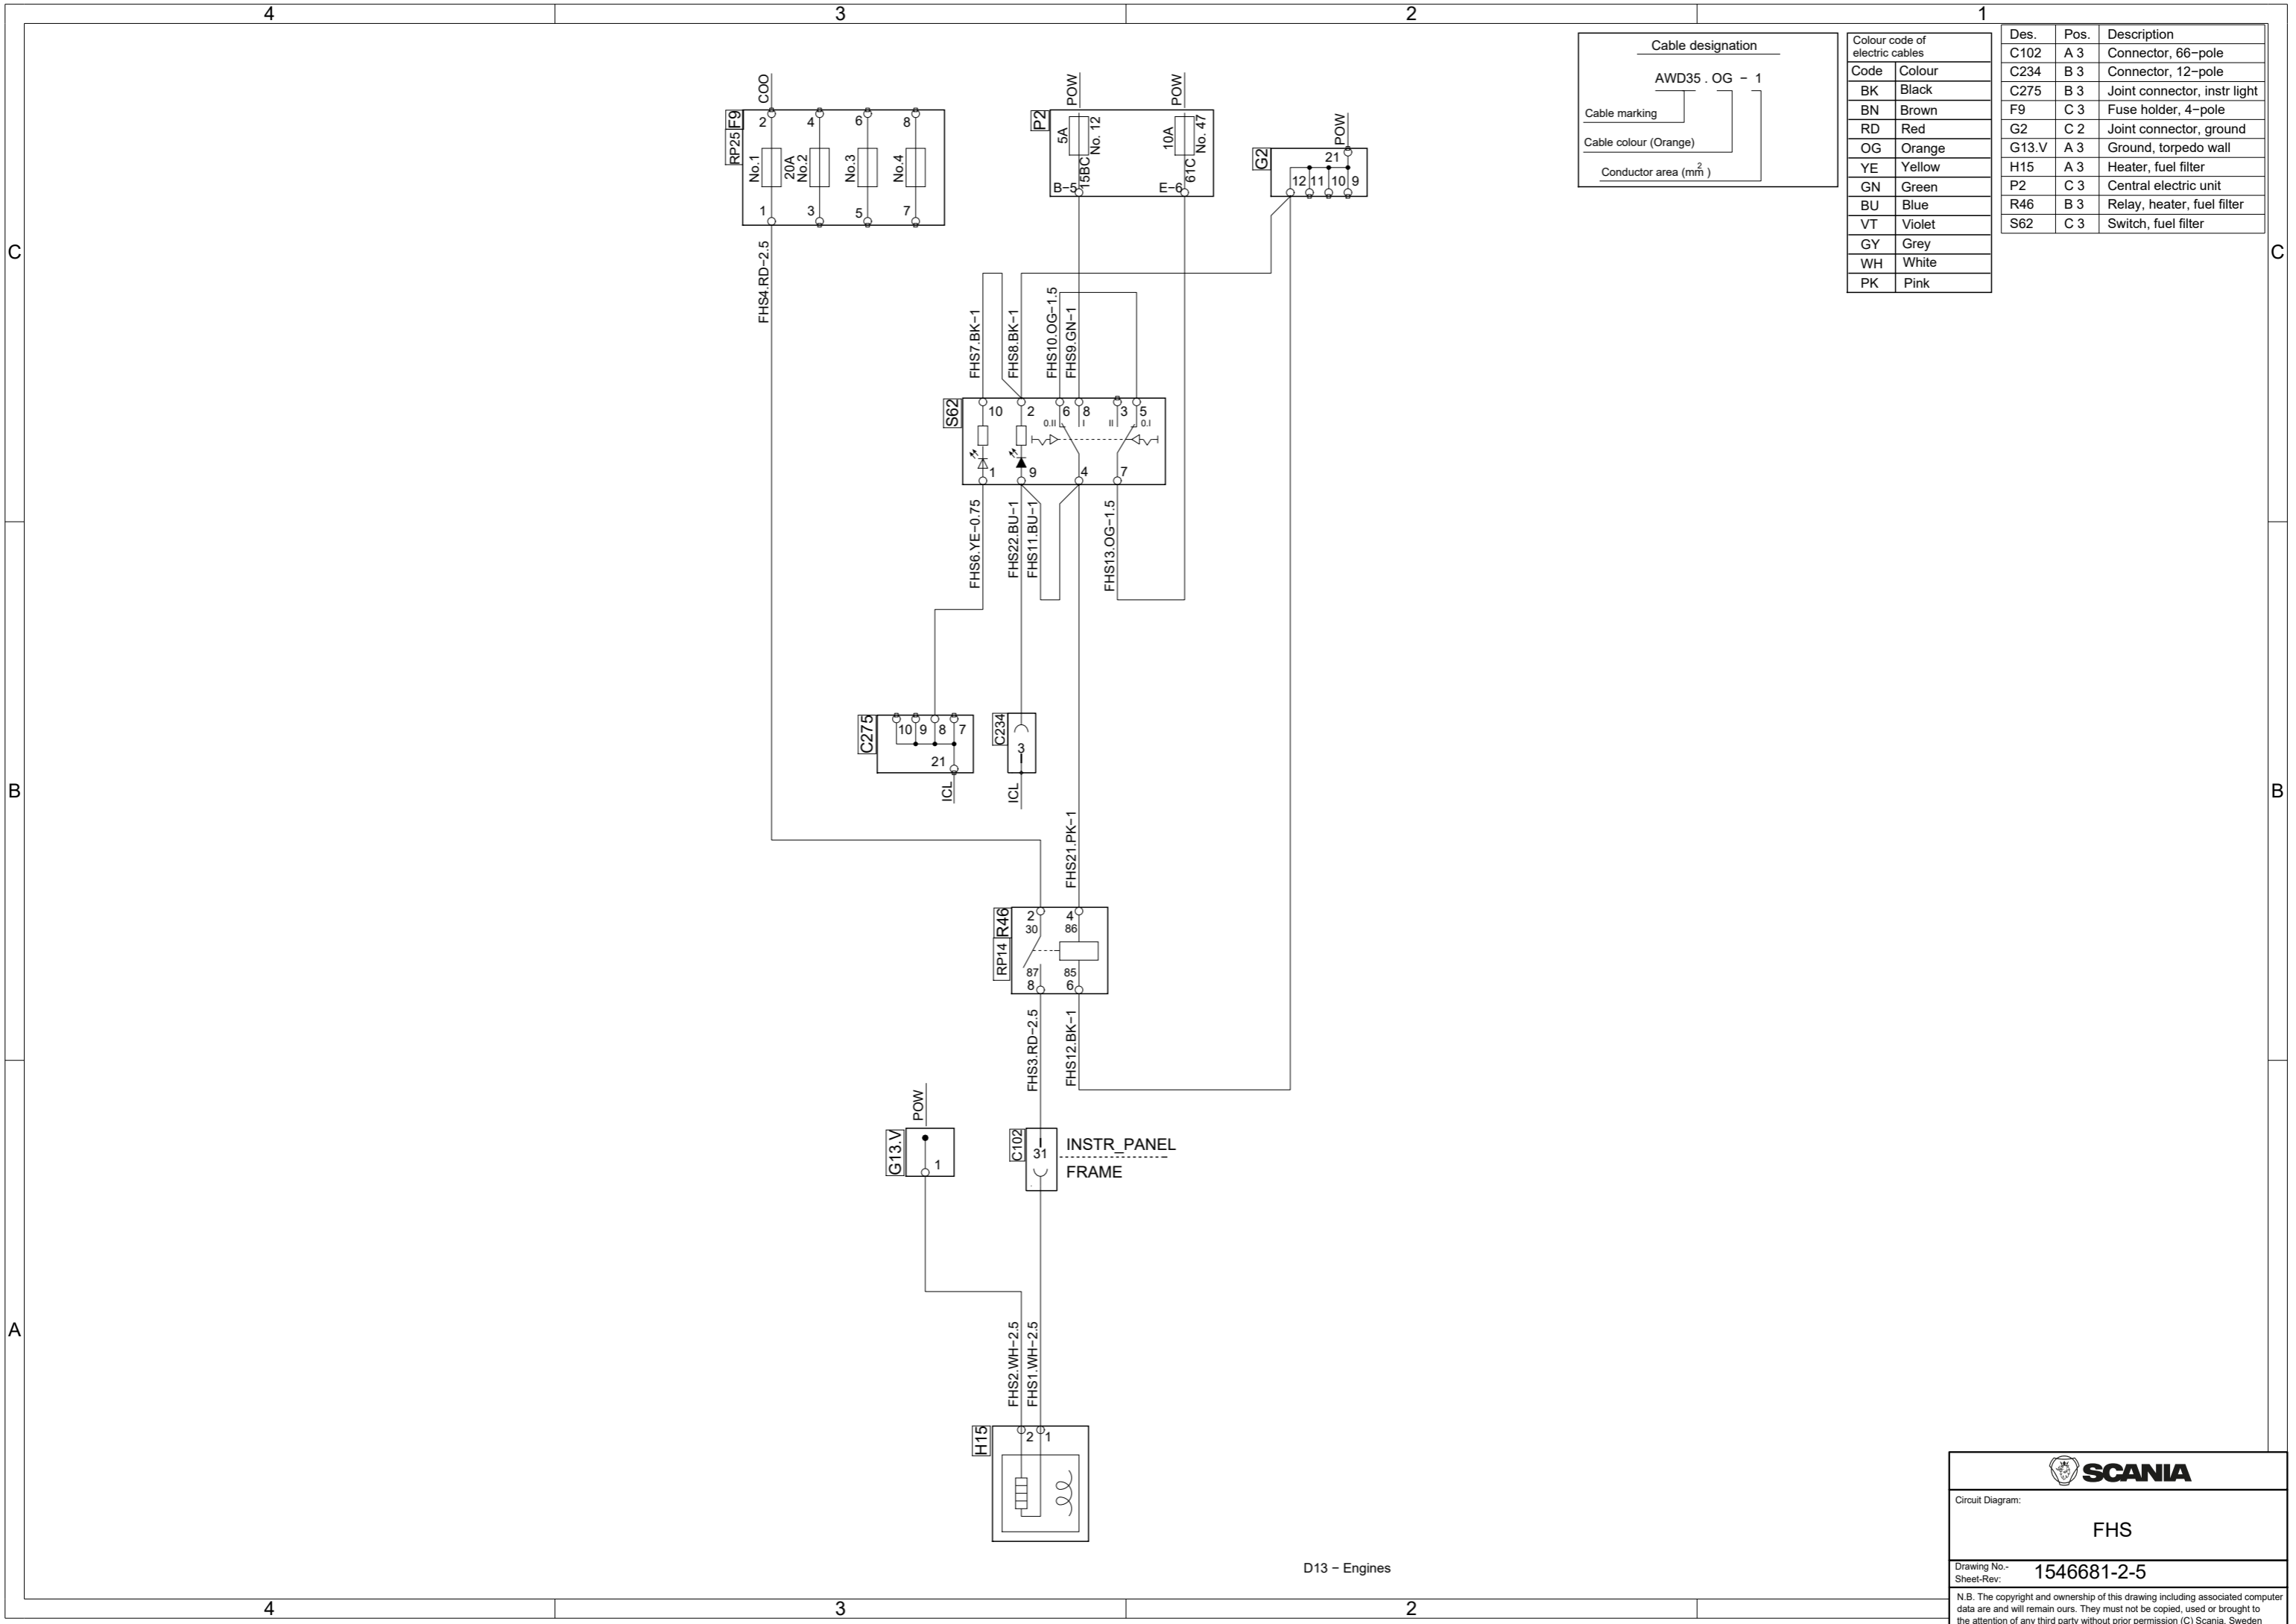 4 3 2 1
Cable designation
AWD35 . OG − 1
Cable marking
Cable colour (Orange)
Conductor area (mm2)
Colour code of
electric cables
Code Colour
BK Black
BN Brown
RD Red
OG Orange
YE Yellow
GN Green
BU Blue
VT Violet
GY Grey
WH White
PK Pink
Des. Pos. Description
C102 A 3 Connector, 66−pole
C234 B 3 Connector, 12−pole
C275 B 3 Joint connector, instr light
F9 C 3 Fuse holder, 4−pole
G2 C 2 Joint connector, ground
G13.V A 3 Ground, torpedo wall
H15 A 3 Heater, fuel filter
P2 C 3 Central electric unit
R46 B 3 Relay, heater, fuel filter
S62 C 3 Switch, fuel filter
COO
RP25 F9
2 4 6 8
No.1
20A
No.2
No.3
No.4
1 3 5 7
POW
POW
P2
5A
No. 12
15BC
B−5
10A
No. 47
61C
E−6
POW
G2
21
12 11 10 9
C
C
FHS4.RD−2.5
FHS7.BK−1
FHS8.BK−1
FHS10.OG−1.5
FHS9.GN−1
S62
10 2 6 8 3 5
0.II I II 0.I
1 9 4 7
FHS6.YE−0.75
FHS22.BU−1
FHS11.BU−1
FHS13.OG−1.5
C275
10 9 8 7
21
ICL
C234
3
ICL
B
B
FHS21.PK−1
RP14 R46
2 4
30 86
87 85
8 6
FHS3.RD−2.5
FHS12.BK−1
POW
G13.V
1
C102
31
INSTR_PANEL
FRAME
A
FHS2.WH−2.5
FHS1.WH−2.5
H15
2 1
D13 − Engines
SCANIA
Circuit Diagram:
FHS
Drawing No.-
Sheet-Rev:
1546681-2-5
N.B. The copyright and ownership of this drawing including associated computer
data are and will remain ours. They must not be copied, used or brought to
the attention of any third party without prior permission (C) Scania, Sweden
4 3 2